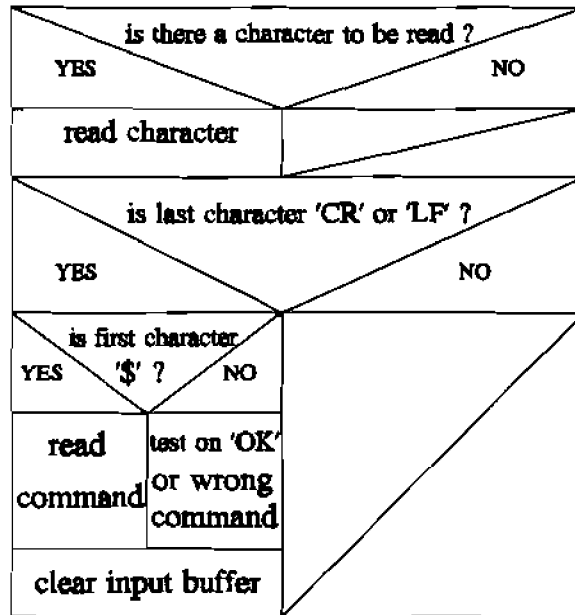 is there a character to be read ?
YES NO
read character
is last character 'CR' or 'LF' ?
YES NO
is first character
YES '$' ? NO
read
command
test on 'OK'
or wrong
command
clear input buffer